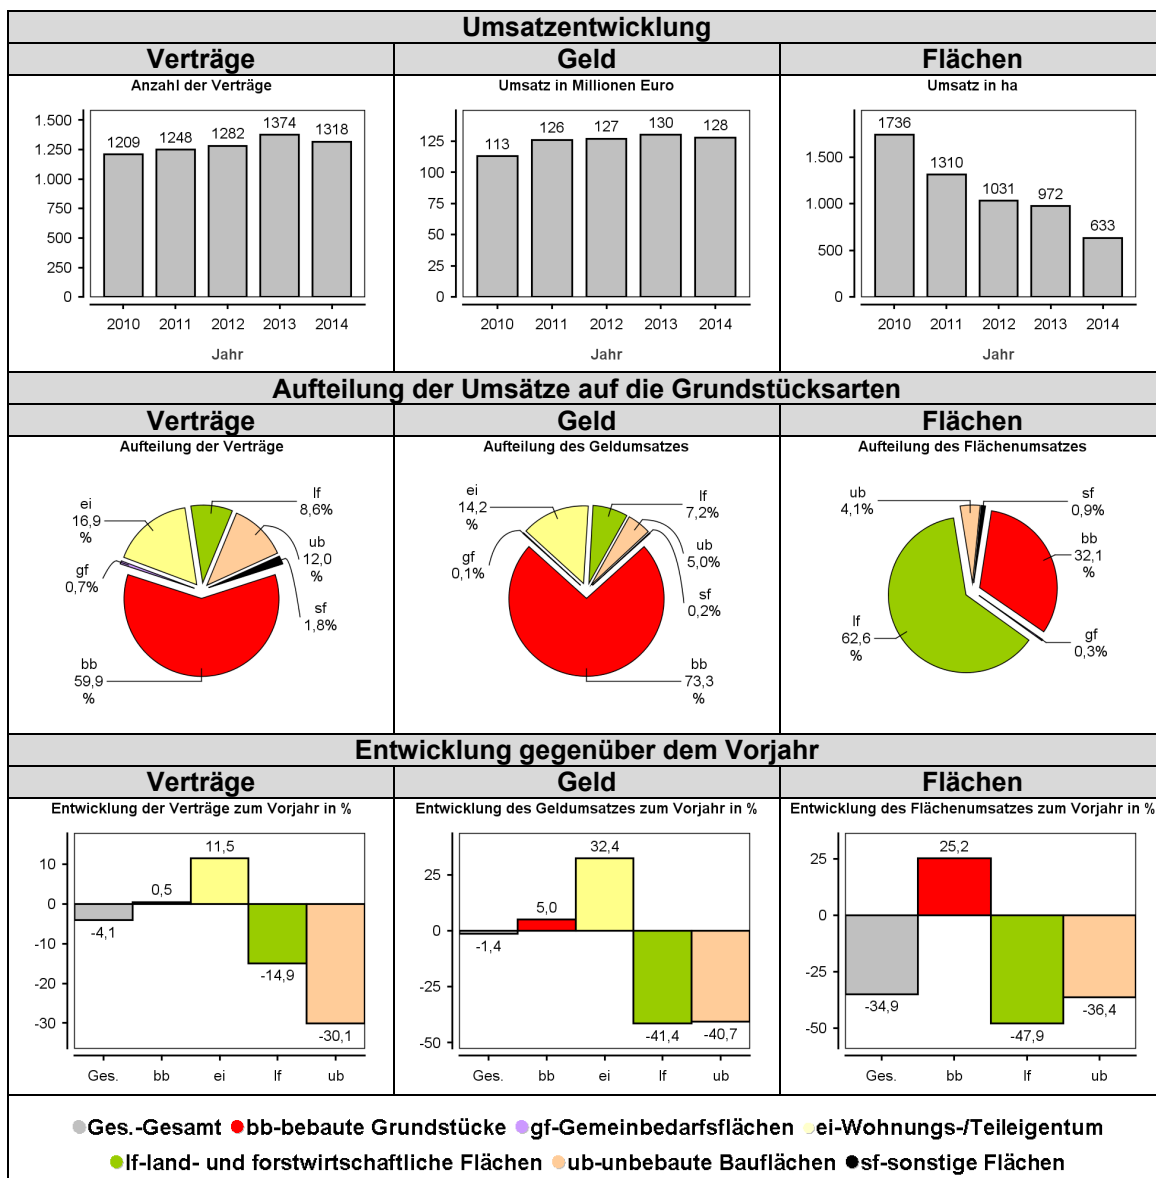 Umsatzentwicklung
Verträge
Geld
Flächen
Anzahl der Verträge
1.500
1.250
1.000
750
500
250
0
1209
1248
1282
1374
1318
2010
2011
2012
2013
2014
Jahr
Umsatz in Millionen Euro
125
100
75
50
25
0
113
126
127
130
128
2010
2011
2012
2013
2014
Jahr
Umsatz in ha
1.500
1.000
500
0
1736
1310
1031
972
633
2010
2011
2012
2013
2014
Jahr
Aufteilung der Umsätze auf die Grundstücksarten
Verträge
Geld
Flächen
Aufteilung der Verträge
ei
16,9
%
lf
8,6%
ub
12,0
%
gf
0,7%
sf
1,8%
bb
59,9
%
Aufteilung des Geldumsatzes
ei
14,2
%
lf
7,2%
ub
5,0%
gf
0,1%
sf
0,2%
bb
73,3
%
Aufteilung des Flächenumsatzes
ub
4,1%
sf
0,9%
bb
32,1
%
lf
62,6
%
gf
0,3%
Entwicklung gegenüber dem Vorjahr
Verträge
Geld
Flächen
Entwicklung der Verträge zum Vorjahr in %
10
0
-10
-20
-30
-4,1
0,5
11,5
-14,9
-30,1
Ges.
bb
ei
lf
ub
Entwicklung des Geldumsatzes zum Vorjahr in %
25
0
-25
-50
-1,4
5,0
32,4
-41,4
-40,7
Ges.
bb
ei
lf
ub
Entwicklung des Flächenumsatzes zum Vorjahr in %
25
0
-25
-50
-34,9
25,2
-47,9
-36,4
Ges.
bb
lf
ub
Ges.-Gesamt bb-bebaute Grundstücke gf-Gemeinbedarfsflächen ei-Wohnungs-/Teileigentum
lf-land- und forstwirtschaftliche Flächen ub-unbebaute Bauflächen sf-sonstige Flächen